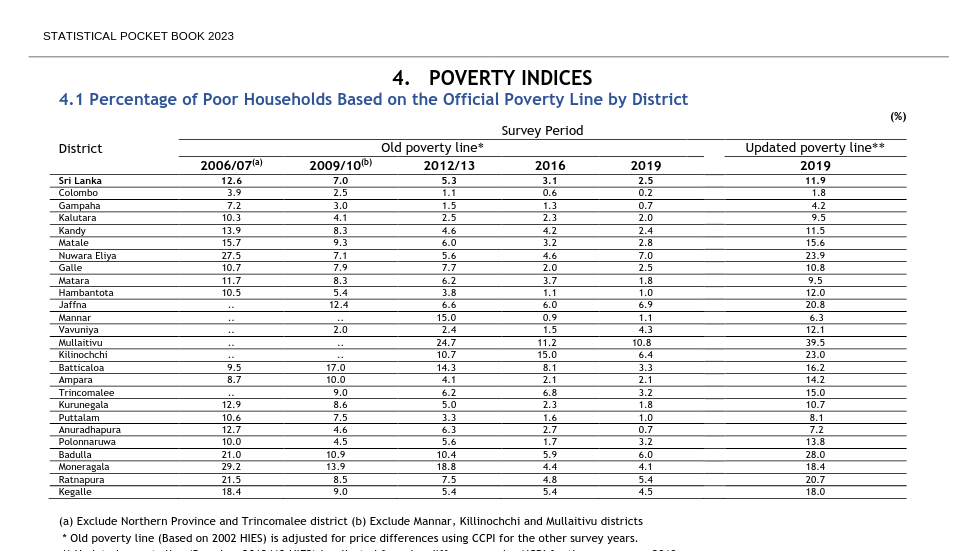 STATISTICAL POCKET BOOK 2023
4. POVERTY INDICES
4.1 Percentage of Poor Households Based on the Official Poverty Line by District
(%)
District Survey Period
Old poverty line* Updated poverty line**
2006/07(a) 2009/10(b) 2012/13 2016 2019 2019
Sri Lanka 12.6 7.0 5.3 3.1 2.5 11.9
Colombo 3.9 2.5 1.1 0.6 0.2 1.8
Gampaha 7.2 3.0 1.5 1.3 0.7 4.2
Kalutara 10.3 4.1 2.5 2.3 2.0 9.5
Kandy 13.9 8.3 4.6 4.2 2.4 11.5
Matale 15.7 9.3 6.0 3.2 2.8 15.6
Nuwara Eliya 27.5 7.1 5.6 4.6 7.0 23.9
Galle 10.7 7.9 7.7 2.0 2.5 10.8
Matara 11.7 8.3 6.2 3.7 1.8 9.5
Hambantota 10.5 5.4 3.8 1.1 1.0 12.0
Jaffna .. 12.4 6.6 6.0 6.9 20.8
Mannar .. .. 15.0 0.9 1.1 6.3
Vavuniya .. 2.0 2.4 1.5 4.3 12.1
Mullaitivu .. .. 24.7 11.2 10.8 39.5
Kilinochchi .. .. 10.7 15.0 6.4 23.0
Batticaloa 9.5 17.0 14.3 8.1 3.3 16.2
Ampara 8.7 10.0 4.1 2.1 2.1 14.2
Trincomalee .. 9.0 6.2 6.8 3.2 15.0
Kurunegala 12.9 8.6 5.0 2.3 1.8 10.7
Puttalam 10.6 7.5 3.3 1.6 1.0 8.1
Anuradhapura 12.7 4.6 6.3 2.7 0.7 7.2
Polonnaruwa 10.0 4.5 5.6 1.7 3.2 13.8
Badulla 21.0 10.9 10.4 5.9 6.0 28.0
Moneragala 29.2 13.9 18.8 4.4 4.1 18.4
Ratnapura 21.5 8.5 7.5 4.8 5.4 20.7
Kegalle 18.4 9.0 5.4 5.4 4.5 18.0
(a) Exclude Northern Province and Trincomalee district (b) Exclude Mannar, Killinochchi and Mullaitivu districts
* Old poverty line (Based on 2002 HIES) is adjusted for price differences using CCPI for the other survey years.